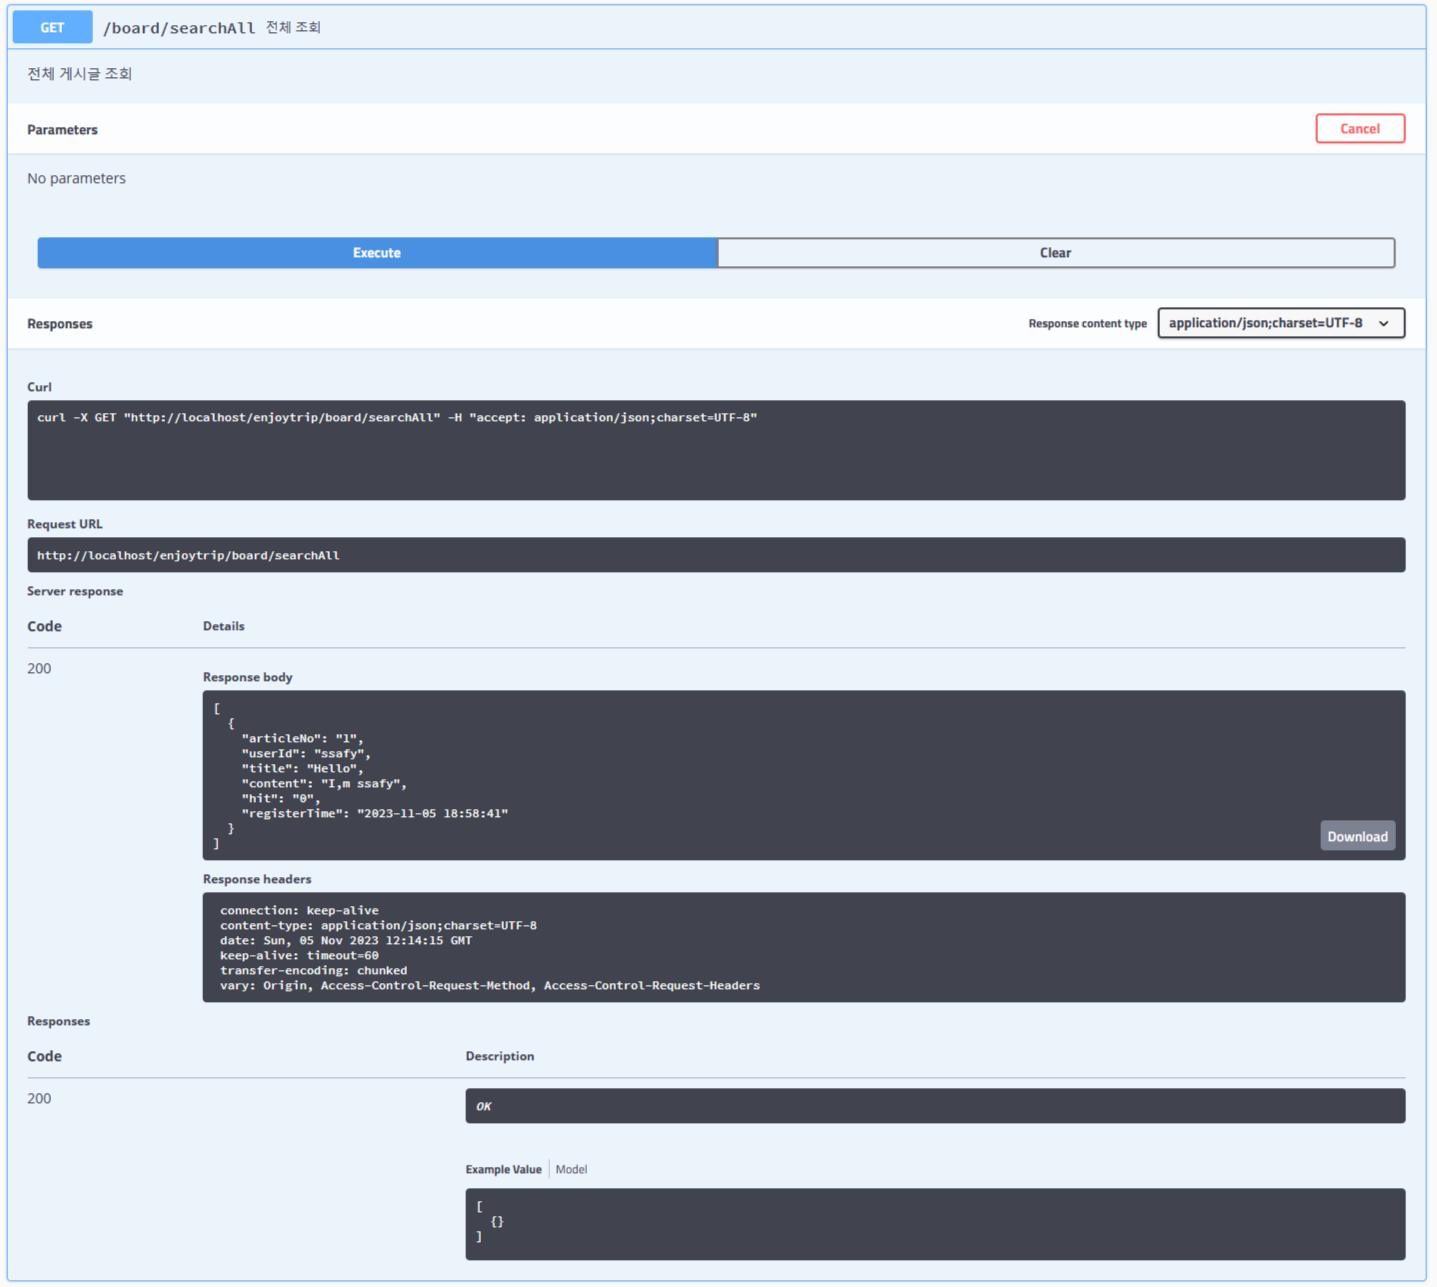 GET /board/searchAll 전체 조회
전체 게시글 조회
Parameters Cancel
No parameters
Execute Clear
Responses Response content type application/json;charset=UTF-8
Curl
curl -X GET "http://localhost/enjoytrip/board/searchAll" -H "accept: application/json;charset=UTF-8"
Request URL
http://localhost/enjoytrip/board/searchAll
Server response
Code Details
200
Response body
[
  {
    "articleNo": "1",
    "userId": "ssafy",
    "title": "Hello",
    "content": "I,m ssafy",
    "hit": "0",
    "registerTime": "2023-11-05 18:58:41"
  }
]
Download
Response headers
connection: keep-alive
content-type: application/json;charset=UTF-8
date: Sun, 05 Nov 2023 12:14:15 GMT
keep-alive: timeout=60
transfer-encoding: chunked
vary: Origin, Access-Control-Request-Method, Access-Control-Request-Headers
Responses
Code Description
200
OK
Example Value Model
[
  {}
]